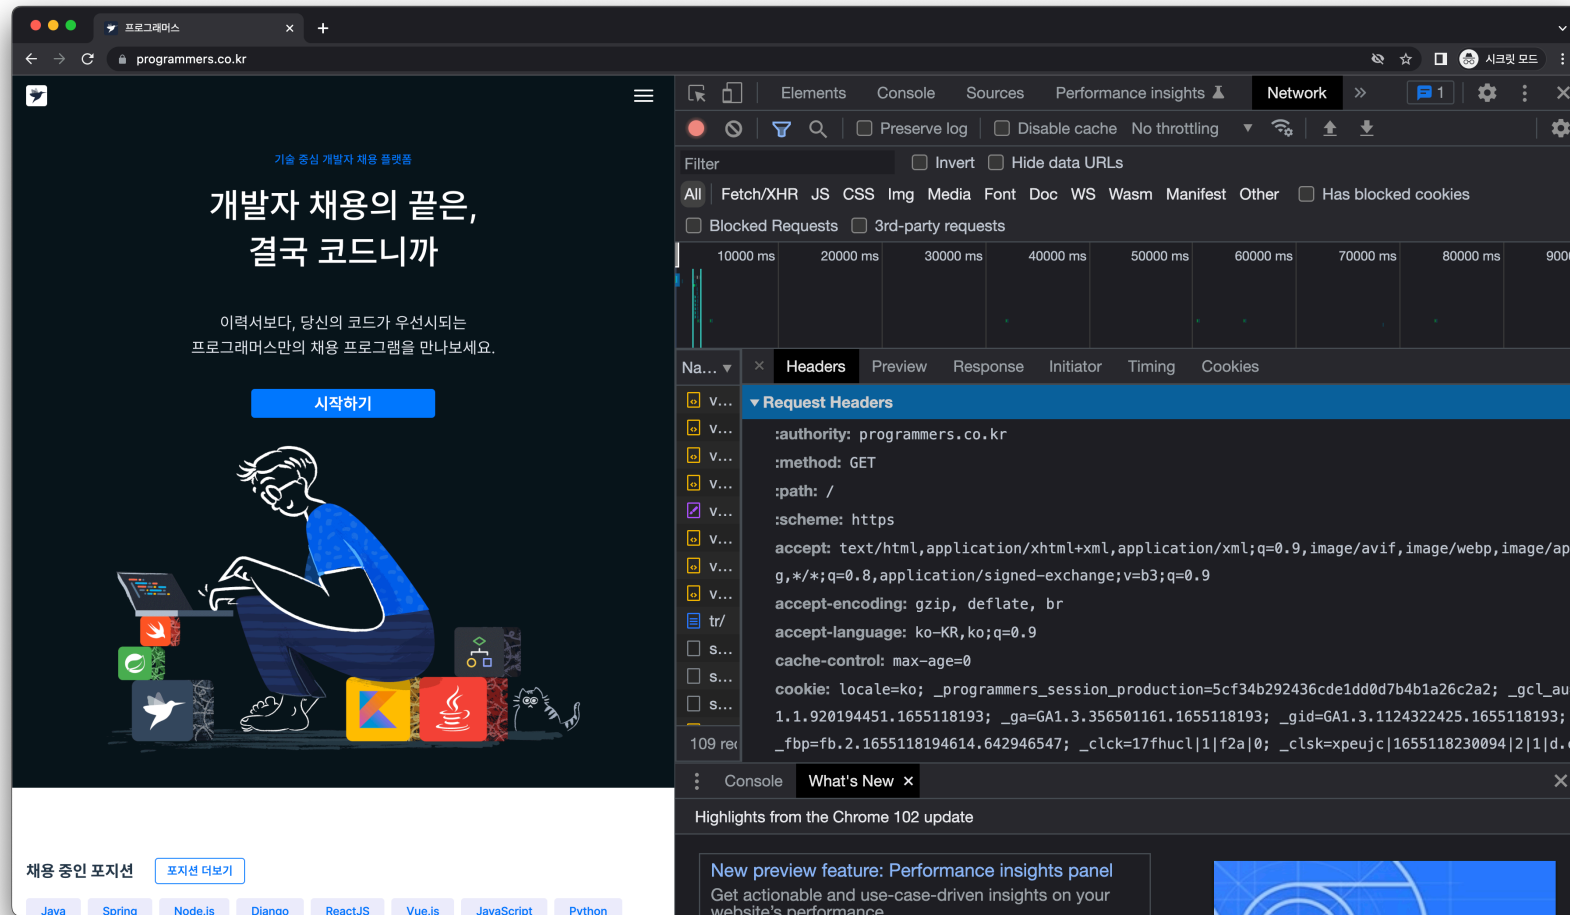 프로그래머스
programmers.co.kr
시크릿 모드
기술 중심 개발자 채용 플랫폼
개발자 채용의 끝은,
결국 코드니까
이력서보다, 당신의 코드가 우선시되는
프로그래머스만의 채용 프로그램을 만나보세요.
시작하기
채용 중인 포지션
포지션 더보기
Java Spring Node.js Django ReactJS Vue.js JavaScript Python
Elements Console Sources Performance insights Network 1
Preserve log Disable cache No throttling
Filter Invert Hide data URLs
All Fetch/XHR JS CSS Img Media Font Doc WS Wasm Manifest Other Has blocked cookies
Blocked Requests 3rd-party requests
10000 ms 20000 ms 30000 ms 40000 ms 50000 ms 60000 ms 70000 ms 80000 ms 900
Na... Headers Preview Response Initiator Timing Cookies
v...
v...
v...
v...
v...
v...
v...
v...
tr/
s...
s...
s...
109 rec
Request Headers
:authority: programmers.co.kr
:method: GET
:path: /
:scheme: https
accept: text/html,application/xhtml+xml,application/xml;q=0.9,image/avif,image/webp,image/ap
g,*/*;q=0.8,application/signed-exchange;v=b3;q=0.9
accept-encoding: gzip, deflate, br
accept-language: ko-KR,ko;q=0.9
cache-control: max-age=0
cookie: locale=ko; _programmers_session_production=5cf34b292436cde1dd0d7b4b1a26c2a2; _gcl_au
1.1.920194451.1655118193; _ga=GA1.3.356501161.1655118193; _gid=GA1.3.1124322425.1655118193;
_fbp=fb.2.1655118194614.642946547; _clck=17fhucl|1|f2a|0; _clsk=xpeujc|1655118230094|2|1|d.
Console What's New
Highlights from the Chrome 102 update
New preview feature: Performance insights panel
Get actionable and use-case-driven insights on your
website's performance